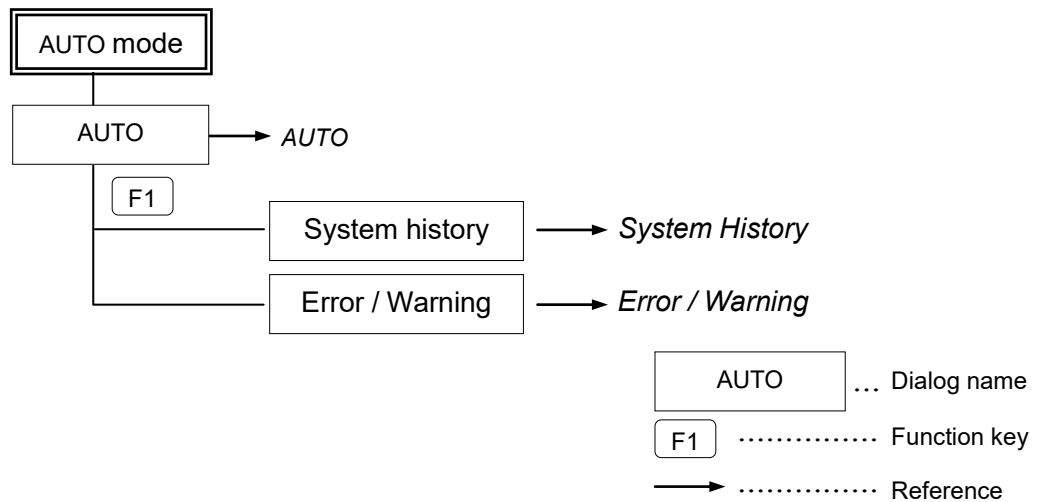 AUTO mode
AUTO
AUTO
F1
System history
System History
Error / Warning
Error / Warning
AUTO … Dialog name
F1 …………… Function key
…………… Reference